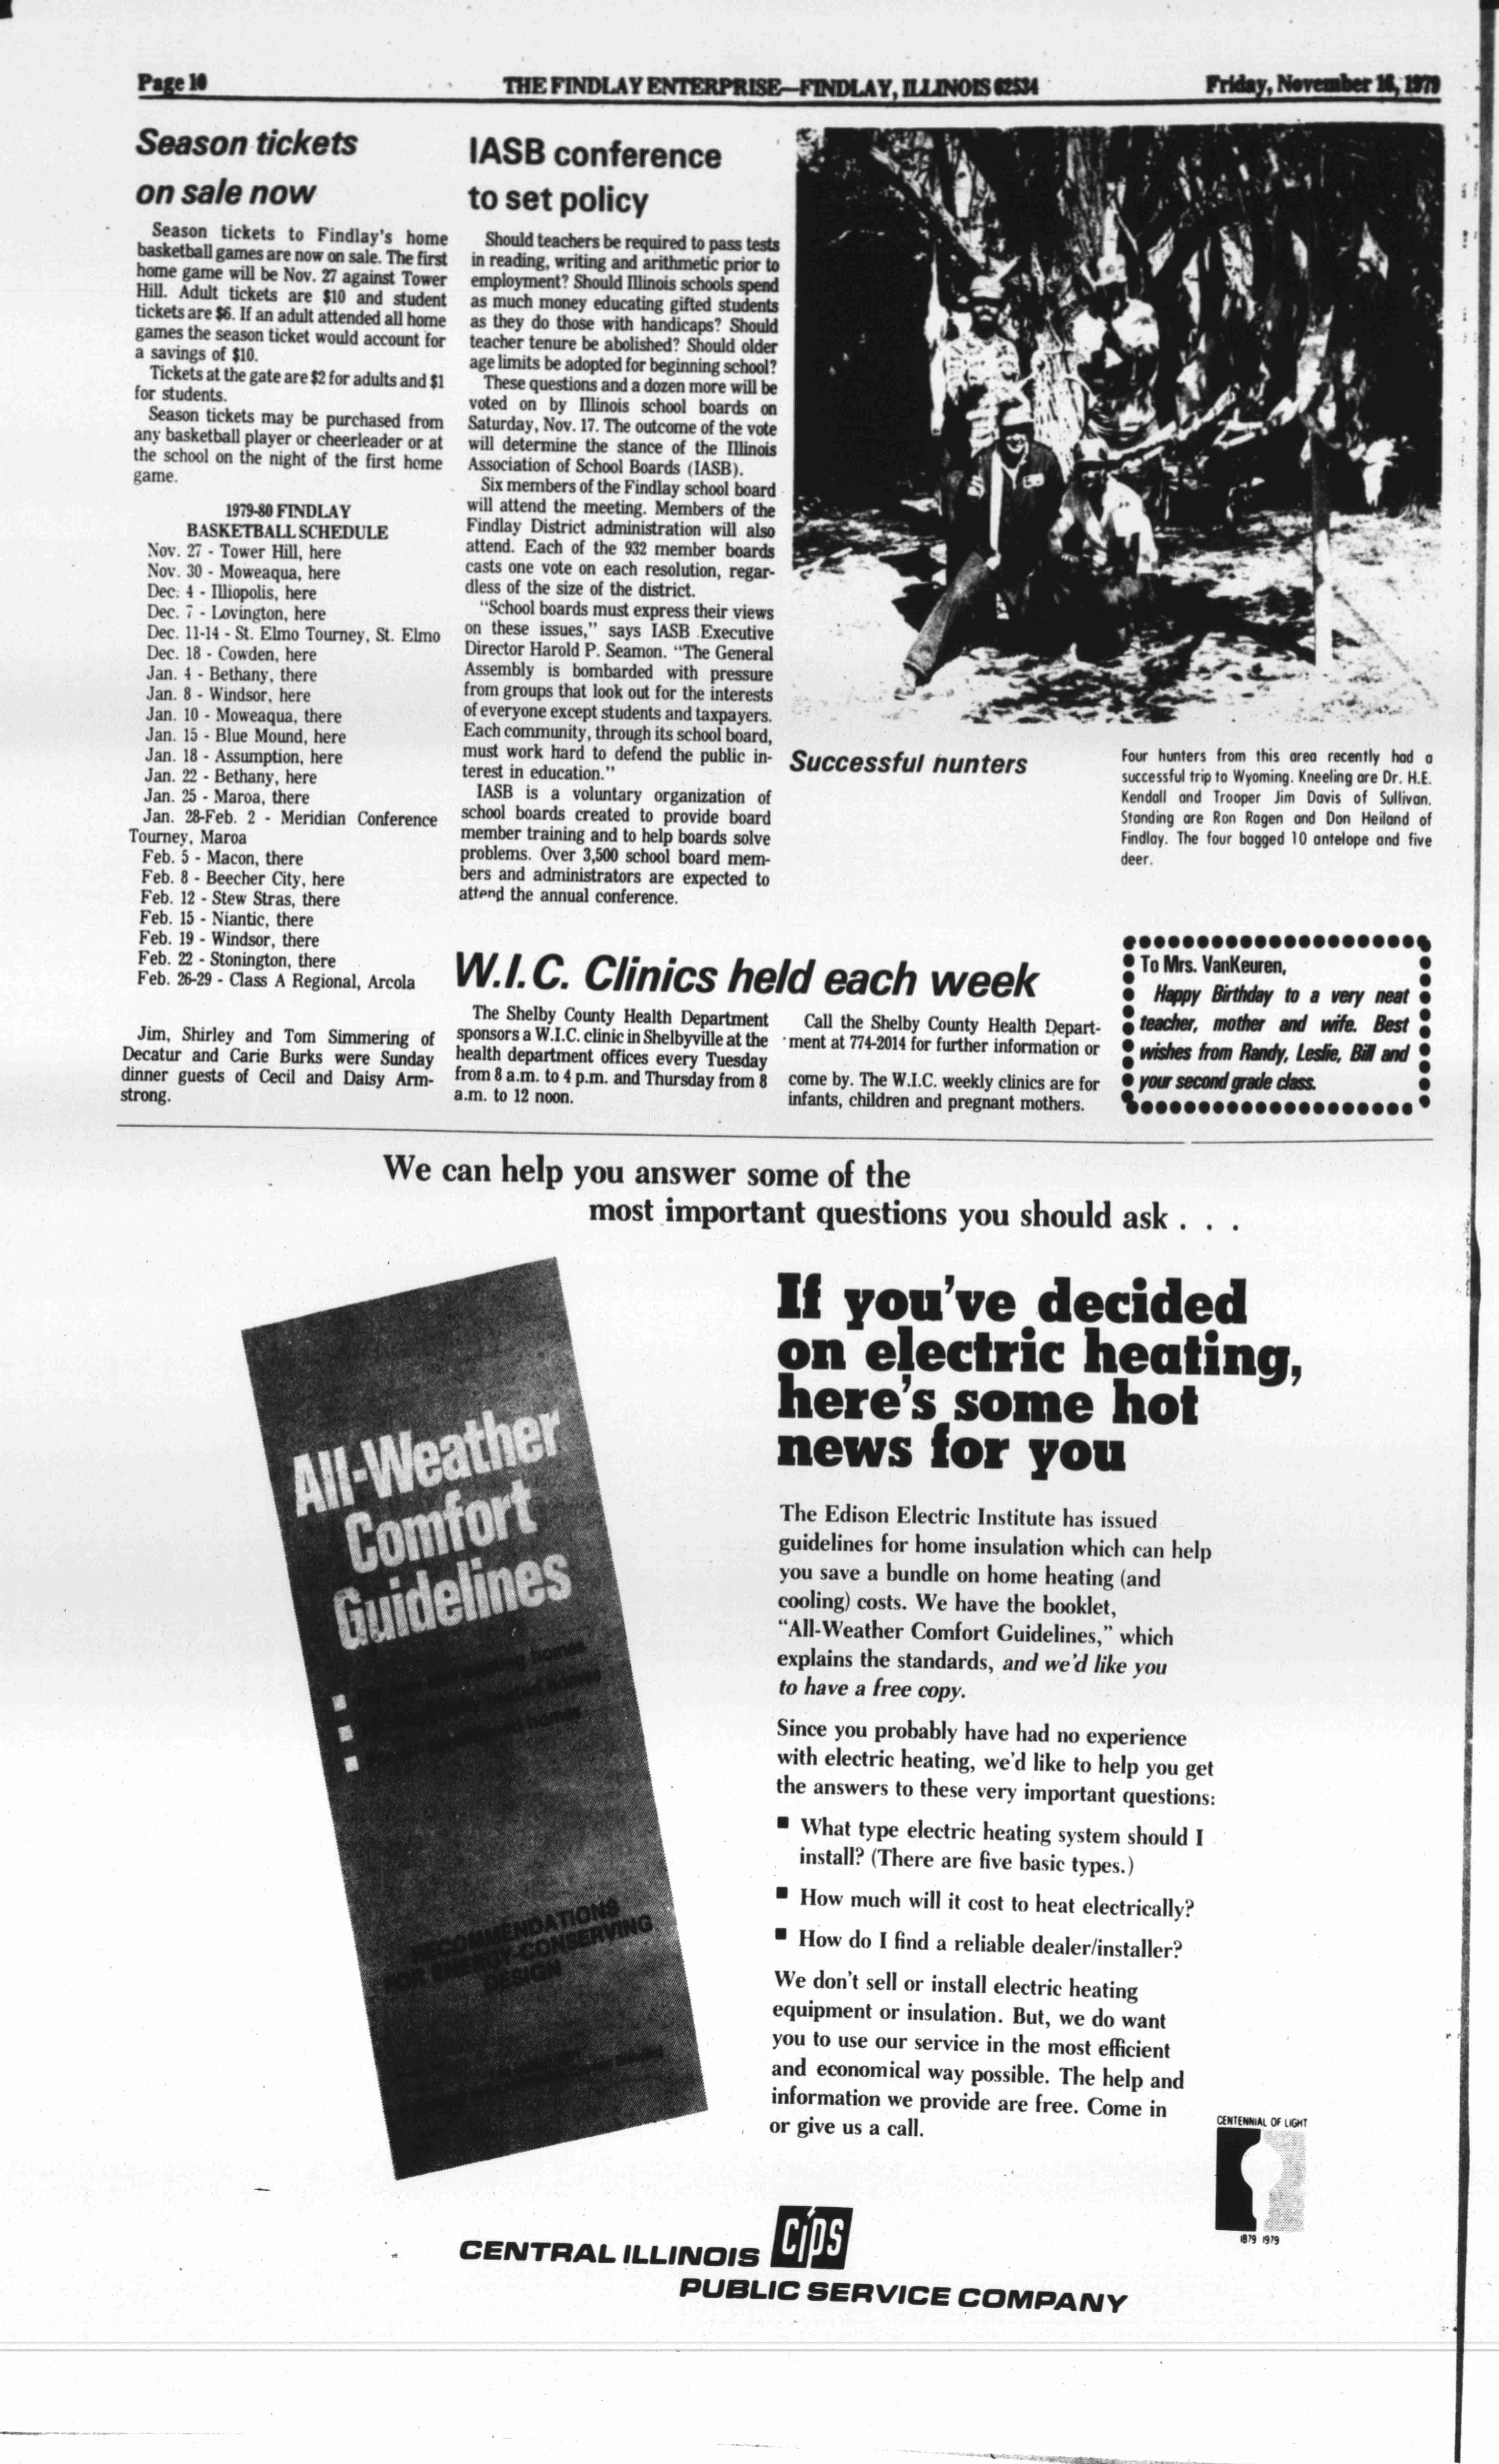 Page 10
THE FINDLAY ENTERPRISE—FINDLAY, ILLINOIS 62534
Friday, November 16, 1979
Season tickets
on sale now
Season tickets to Findlay's home
basketball games are now on sale. The first
home game will be Nov. 27 against Tower
Hill. Adult tickets are $10 and student
tickets are $6. If an adult attended all home
games the season ticket would account for
a savings of $10.
Tickets at the gate are $2 for adults and $1
for students.
Season tickets may be purchased from
any basketball player or cheerleader or at
the school on the night of the first home
game.
1979-80 FINDLAY
BASKETBALL SCHEDULE
Nov. 27 - Tower Hill, here
Nov. 30 - Moweaqua, here
Dec. 4 - Illiopolis, here
Dec. 7 - Lovington, here
Dec. 11-14 - St. Elmo Tourney, St. Elmo
Dec. 18 - Cowden, here
Jan. 4 - Bethany, there
Jan. 8 - Windsor, here
Jan. 10 - Moweaqua, there
Jan. 15 - Blue Mound, here
Jan. 18 - Assumption, here
Jan. 22 - Bethany, here
Jan. 25 - Maroa, there
Jan. 28-Feb. 2 - Meridian Conference
Tourney, Maroa
Feb. 5 - Macon, there
Feb. 8 - Beecher City, here
Feb. 12 - Stew Stras, there
Feb. 15 - Niantic, there
Feb. 19 - Windsor, there
Feb. 22 - Stonington, there
Feb. 26-29 - Class A Regional, Arcola
Jim, Shirley and Tom Simmering of
Decatur and Carie Burks were Sunday
dinner guests of Cecil and Daisy Arm-
strong.
IASB conference
to set policy
Should teachers be required to pass tests
in reading, writing and arithmetic prior to
employment? Should Illinois schools spend
as much money educating gifted students
as they do those with handicaps? Should
teacher tenure be abolished? Should older
age limits be adopted for beginning school?
These questions and a dozen more will be
voted on by Illinois school boards on
Saturday, Nov. 17. The outcome of the vote
will determine the stance of the Illinois
Association of School Boards (IASB).
Six members of the Findlay school board
will attend the meeting. Members of the
Findlay District administration will also
attend. Each of the 932 member boards
casts one vote on each resolution, regar-
dless of the size of the district.
"School boards must express their views
on these issues," says IASB Executive
Director Harold P. Seamon. "The General
Assembly is bombarded with pressure
from groups that look out for the interests
of everyone except students and taxpayers.
Each community, through its school board,
must work hard to defend the public in-
terest in education."
IASB is a voluntary organization of
school boards created to provide board
member training and to help boards solve
problems. Over 3,500 school board mem-
bers and administrators are expected to
attend the annual conference.
Successful hunters
Four hunters from this area recently had a
successful trip to Wyoming. Kneeling are Dr. H.E.
Kendall and Trooper Jim Davis of Sullivan.
Standing are Ron Ragen and Don Heiland of
Findlay. The four bagged 10 antelope and five
deer.
W.I.C. Clinics held each week
The Shelby County Health Department
sponsors a W.I.C. clinic in Shelbyville at the
health department offices every Tuesday
from 8 a.m. to 4 p.m. and Thursday from 8
a.m. to 12 noon.
Call the Shelby County Health Depart-
ment at 774-2014 for further information or
come by. The W.I.C. weekly clinics are for
infants, children and pregnant mothers.
To Mrs. VanKeuren,
Happy Birthday to a very neat
teacher, mother and wife. Best
wishes from Randy, Leslie, Bill and
your second grade class.
We can help you answer some of the
most important questions you should ask . . .
All-Weather
Comfort
Guidelines
homes
homes
homes
RECOMMENDATIONS
FOR ENERGY-CONSERVING
DESIGN
If you've decided
on electric heating,
here's some hot
news for you
The Edison Electric Institute has issued
guidelines for home insulation which can help
you save a bundle on home heating (and
cooling) costs. We have the booklet,
"All-Weather Comfort Guidelines," which
explains the standards, and we'd like you
to have a free copy.
Since you probably have had no experience
with electric heating, we'd like to help you get
the answers to these very important questions:
■ What type electric heating system should I
install? (There are five basic types.)
■ How much will it cost to heat electrically?
■ How do I find a reliable dealer/installer?
We don't sell or install electric heating
equipment or insulation. But, we do want
you to use our service in the most efficient
and economical way possible. The help and
information we provide are free. Come in
or give us a call.
CENTENNIAL OF LIGHT
1879 1979
CENTRAL ILLINOIS
CIPS
PUBLIC SERVICE COMPANY